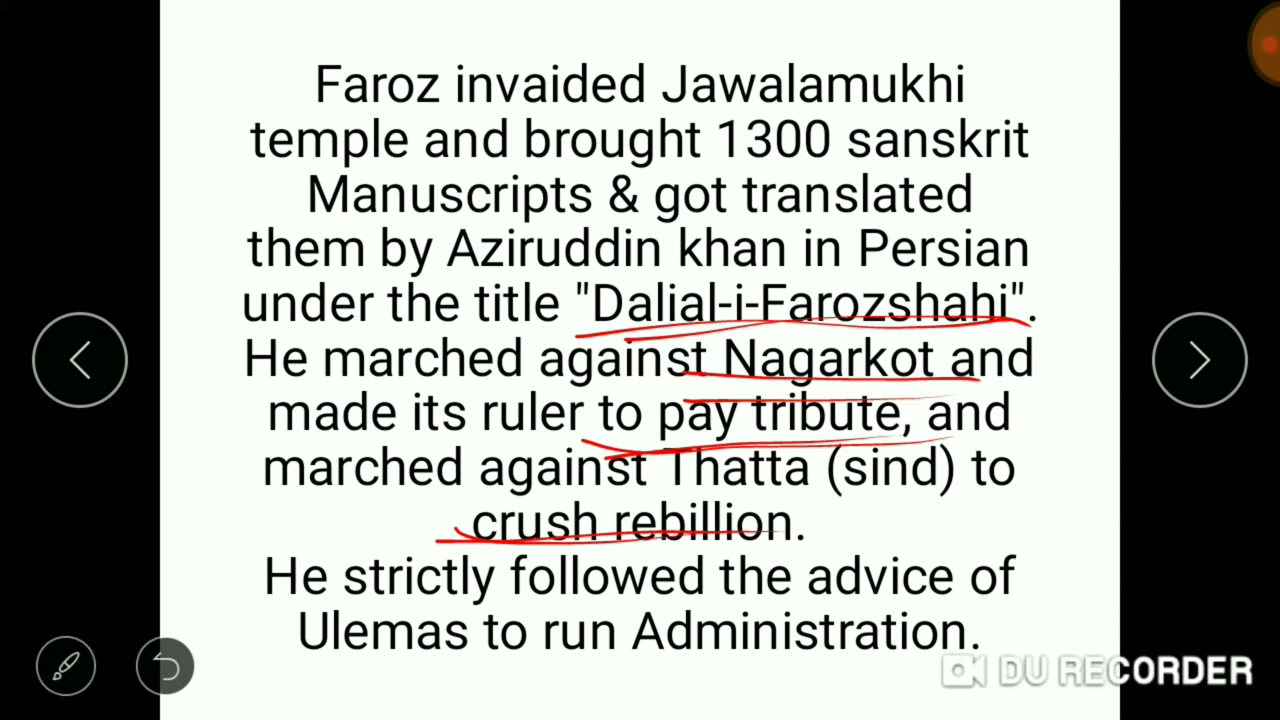 Faroz invaided Jawalamukhi
temple and brought 1300 sanskrit
Manuscripts & got translated
them by Aziruddin khan in Persian
under the title "Dalial-i-Farozshahi".
He marched against Nagarkot and
made its ruler to pay tribute, and
marched against Thatta (sind) to
crush rebillion.
He strictly followed the advice of
Ulemas to run Administration.
DU RECORDER